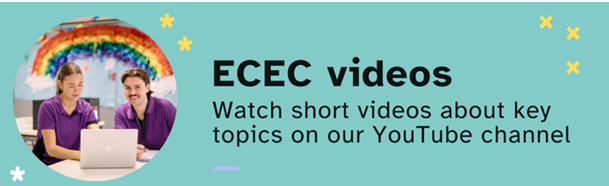 ECEC videos
Watch short videos about key
topics on our YouTube channel